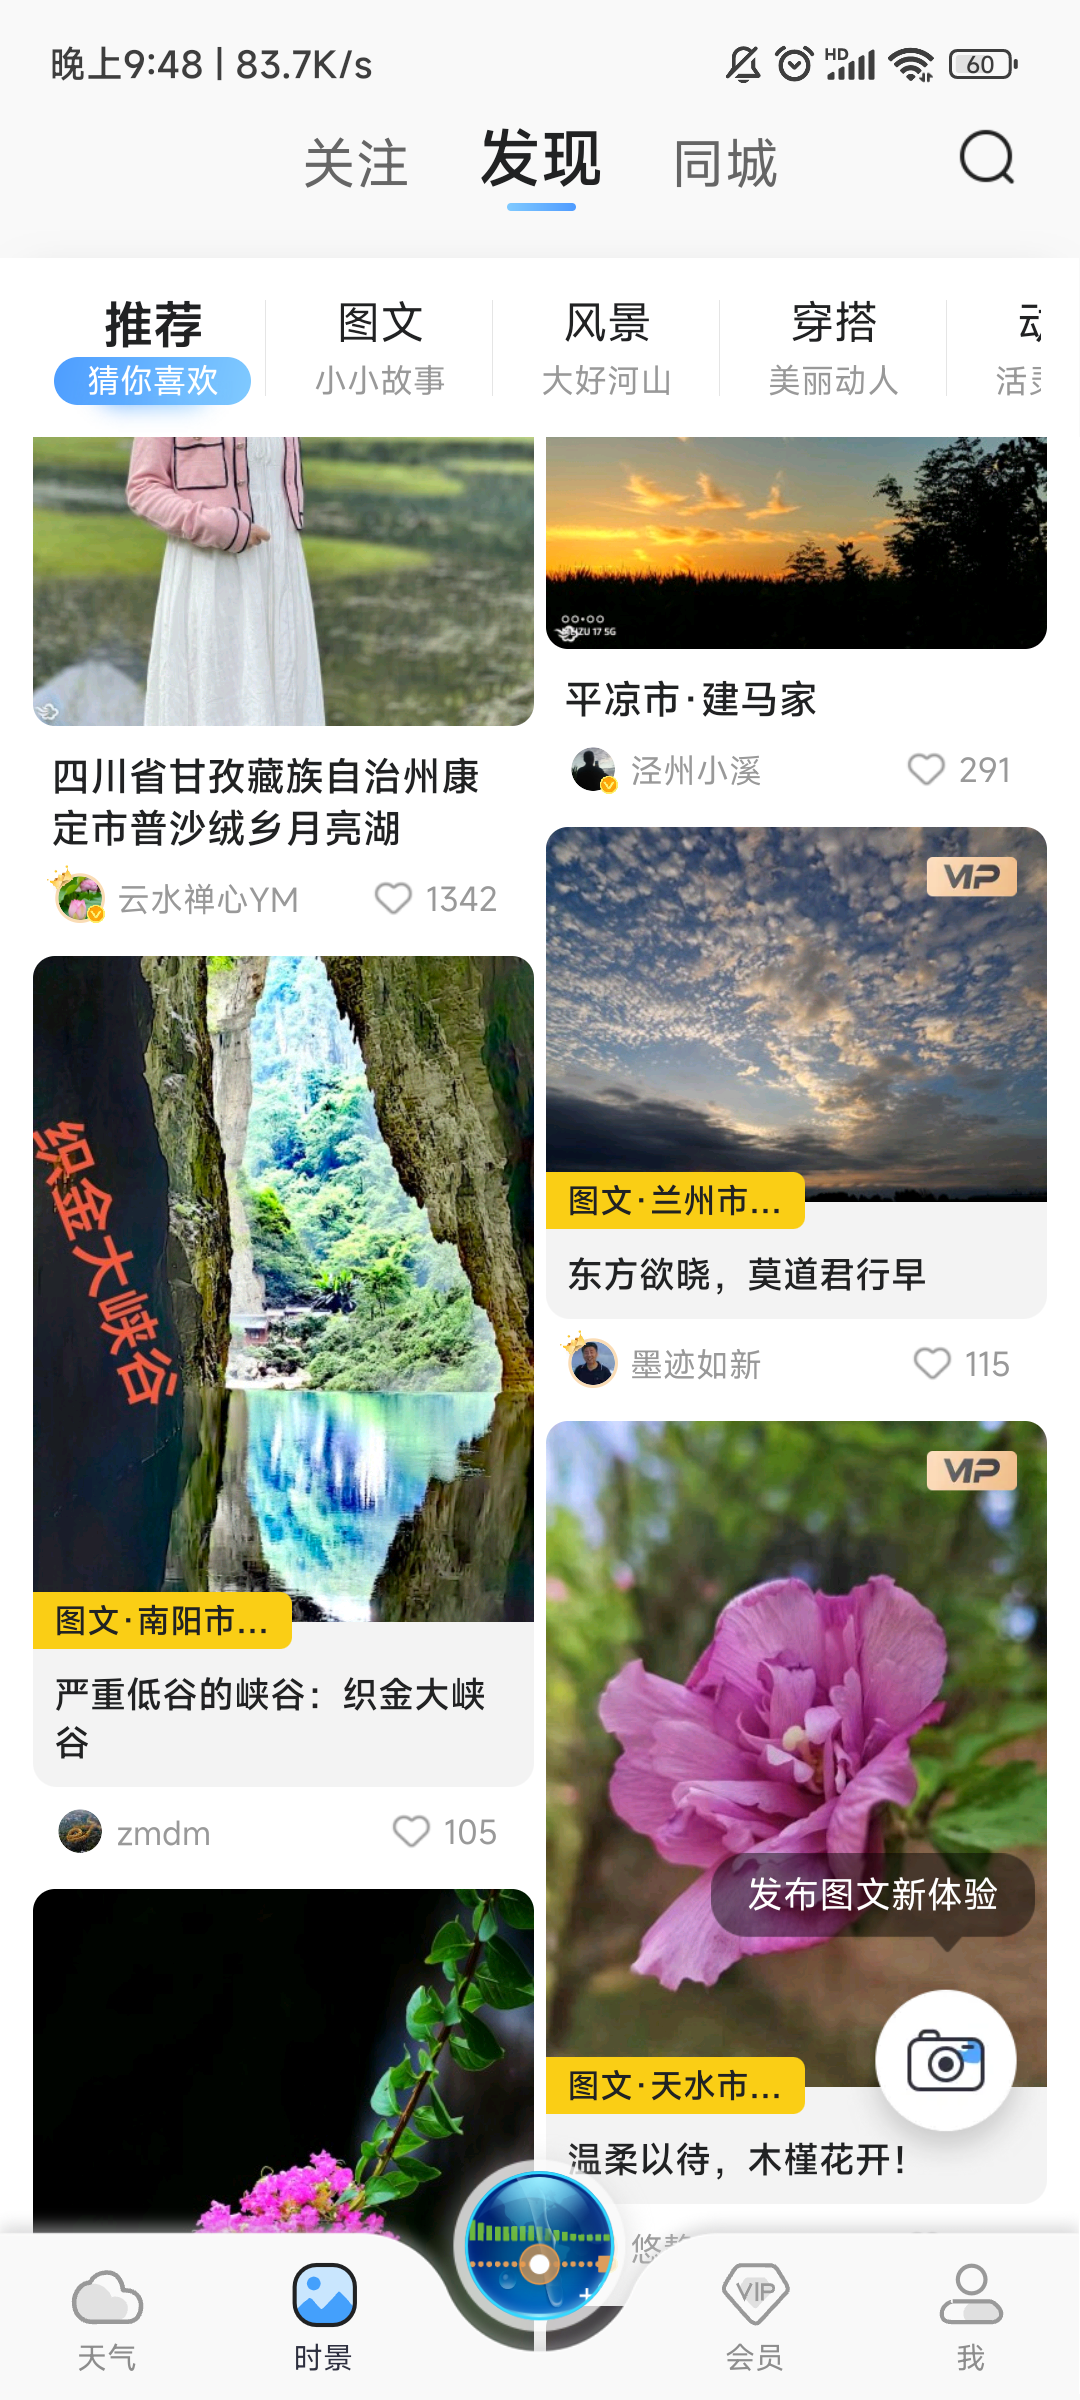 晚上9:48 | 83.7K/s
HD
60
关注
发现
同城
推荐
图文
风景
穿搭
猜你喜欢
小小故事
大好河山
美丽动人
MEIZU 17 5G
四川省甘孜藏族自治州康
定市普沙绒乡月亮湖
云水禅心YM
1342
平凉市·建马家
泾州小溪
291
VIP
图文·兰州市...
东方欲晓，莫道君行早
墨迹如新
115
织金大峡谷
图文·南阳市...
严重低谷的峡谷：织金大峡
谷
zmdm
105
VIP
发布图文新体验
图文·天水市...
温柔以待，木槿花开！
天气
时景
VIP
会员
我